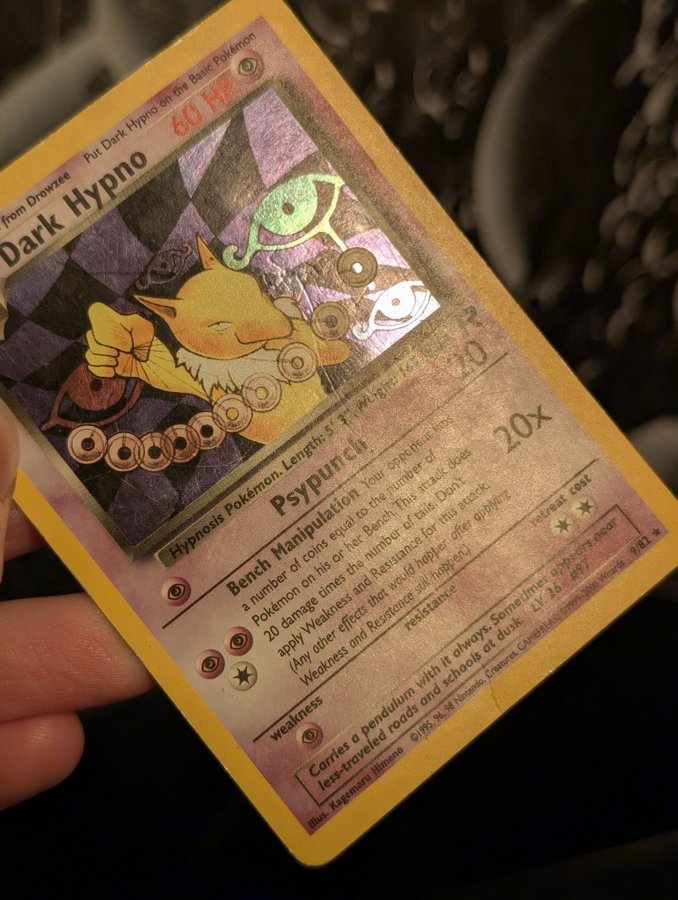 from Drowzee Put Dark Hypno on the Basic Pokémon
Dark Hypno 60 HP
Hypnosis Pokémon. Length: 5' 3", Weight:
Psypunch 20
Bench Manipulation Your opponent flips
a number of coins equal to the number of
Pokémon on his or her Bench. This attack does
20 damage times the number of tails. Don't
apply Weakness and Resistance for this attack.
(Any other effects that would happen after applying
Weakness and Resistance still happen.)
20x
weakness resistance retreat cost
Carries a pendulum with it always. Sometimes appears near
less-traveled roads and schools at dusk. LV. 36 #97
Illus. Kagemaru Himeno ©1995, 96, 98 Nintendo, Creatures, GAMEFREAK. ©1999-2000 Wizards. 9/82 ★